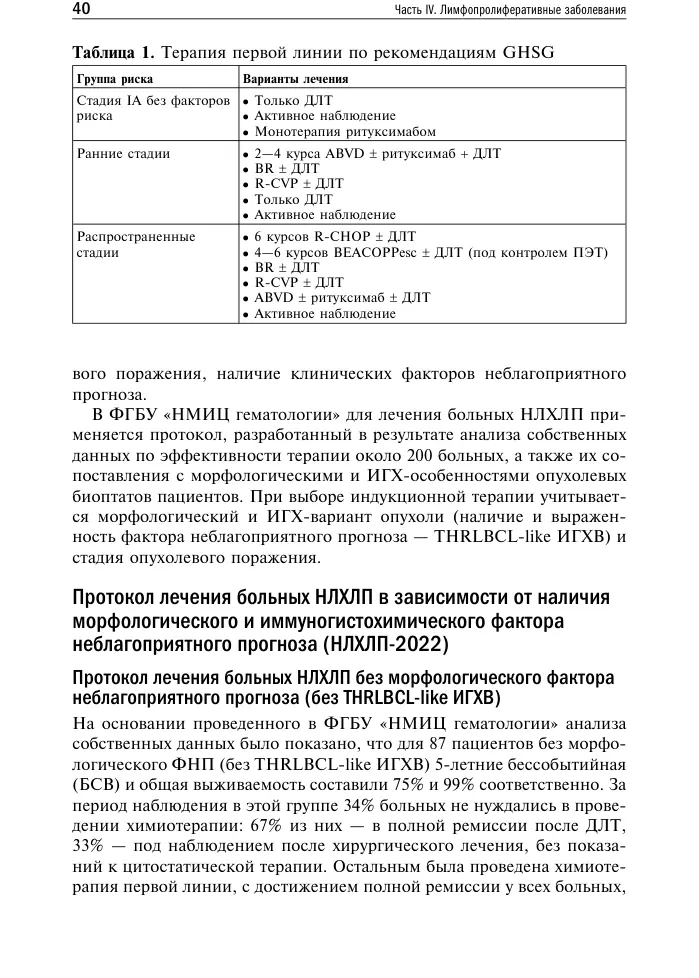 40
Часть IV. Лимфопролиферативные заболевания
Таблица 1. Терапия первой линии по рекомендациям GHSG
Группа риска
Варианты лечения
Стадия IA без факторов
риска
• Только ДЛТ
• Активное наблюдение
• Монотерапия ритуксимабом
Ранние стадии
• 2—4 курса ABVD ± ритуксимаб + ДЛТ
• BR ± ДЛТ
• R-CVP ± ДЛТ
• Только ДЛТ
• Активное наблюдение
Распространенные
стадии
• 6 курсов R-CHOP ± ДЛТ
• 4—6 курсов BEACOPPesc ± ДЛТ (под контролем ПЭТ)
• BR ± ДЛТ
• R-CVP ± ДЛТ
• ABVD ± ритуксимаб ± ДЛТ
• Активное наблюдение
вого поражения, наличие клинических факторов неблагоприятного
прогноза.
В ФГБУ «НМИЦ гематологии» для лечения больных НЛХЛП при-
меняется протокол, разработанный в результате анализа собственных
данных по эффективности терапии около 200 больных, а также их со-
поставления с морфологическими и ИГХ-особенностями опухолевых
биоптатов пациентов. При выборе индукционной терапии учитывает-
ся морфологический и ИГХ-вариант опухоли (наличие и выражен-
ность фактора неблагоприятного прогноза — THRLBCL-like ИГХВ) и
стадия опухолевого поражения.
Протокол лечения больных НЛХЛП в зависимости от наличия
морфологического и иммуногистохимического фактора
неблагоприятного прогноза (НЛХЛП-2022)
Протокол лечения больных НЛХЛП без морфологического фактора
неблагоприятного прогноза (без THRLBCL-like ИГХВ)
На основании проведенного в ФГБУ «НМИЦ гематологии» анализа
собственных данных было показано, что для 87 пациентов без морфо-
логического ФНП (без THRLBCL-like ИГХВ) 5-летние бессобытийная
(БСВ) и общая выживаемость составили 75% и 99% соответственно. За
период наблюдения в этой группе 34% больных не нуждались в прове-
дении химиотерапии: 67% из них — в полной ремиссии после ДЛТ,
33% — под наблюдением после хирургического лечения, без показа-
ний к цитостатической терапии. Остальным была проведена химиоте-
рапия первой линии, с достижением полной ремиссии у всех больных,